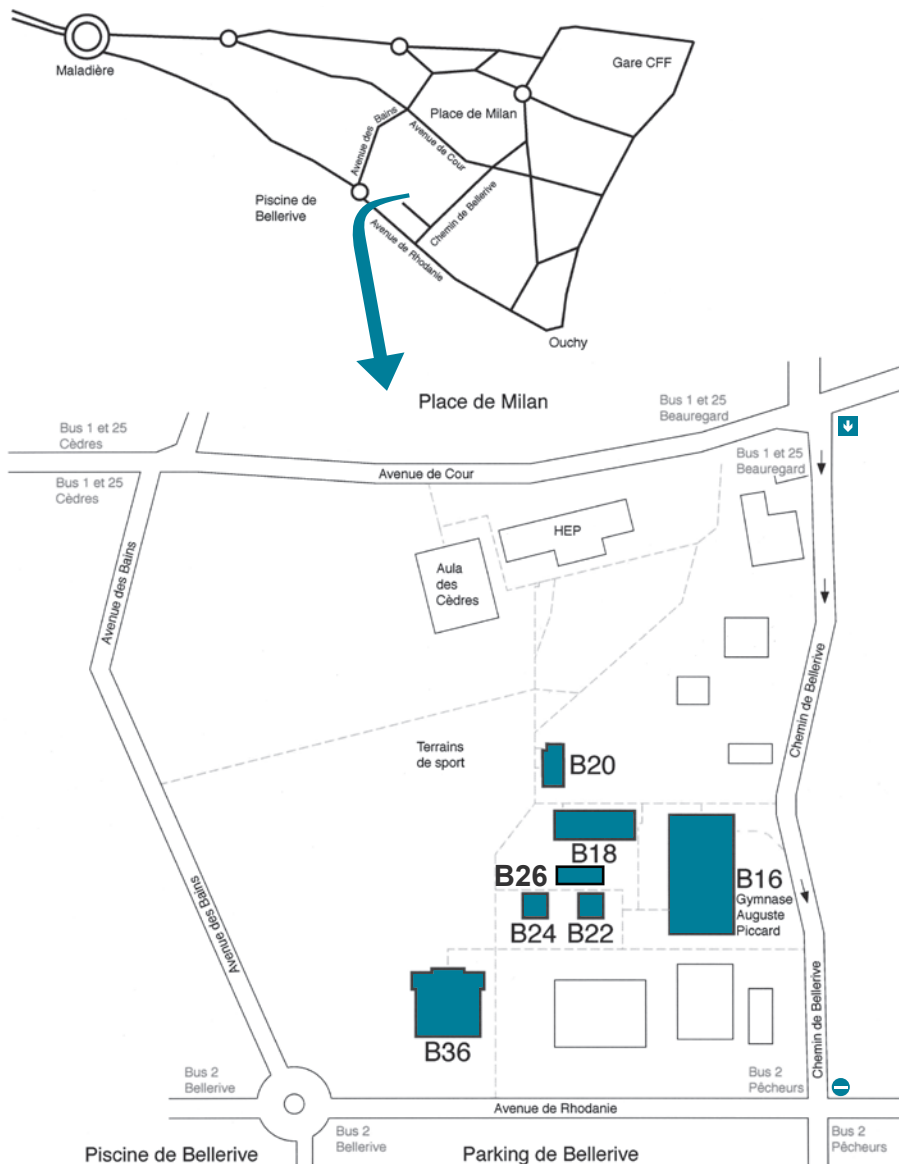 Maladière
Gare CFF
Place de Milan
Avenue des Bains
Avenue de Cour
Chemin de Bellerive
Piscine de
Bellerive
Avenue de Rhodanie
Ouchy
Place de Milan
Bus 1 et 25
Beauregard
Bus 1 et 25
Cèdres
Bus 1 et 25
Beauregard
Avenue de Cour
Bus 1 et 25
Cèdres
HEP
Aula
des
Cèdres
Avenue des Bains
Chemin de Bellerive
Terrains
de sport
B20
B18
B26
B16
Gymnase
Auguste
Piccard
B24
B22
Avenue des Bains
Chemin de Bellerive
B36
Bus 2
Bellerive
Bus 2
Pêcheurs
Avenue de Rhodanie
Bus 2
Bellerive
Bus 2
Pêcheurs
Piscine de Bellerive
Parking de Bellerive